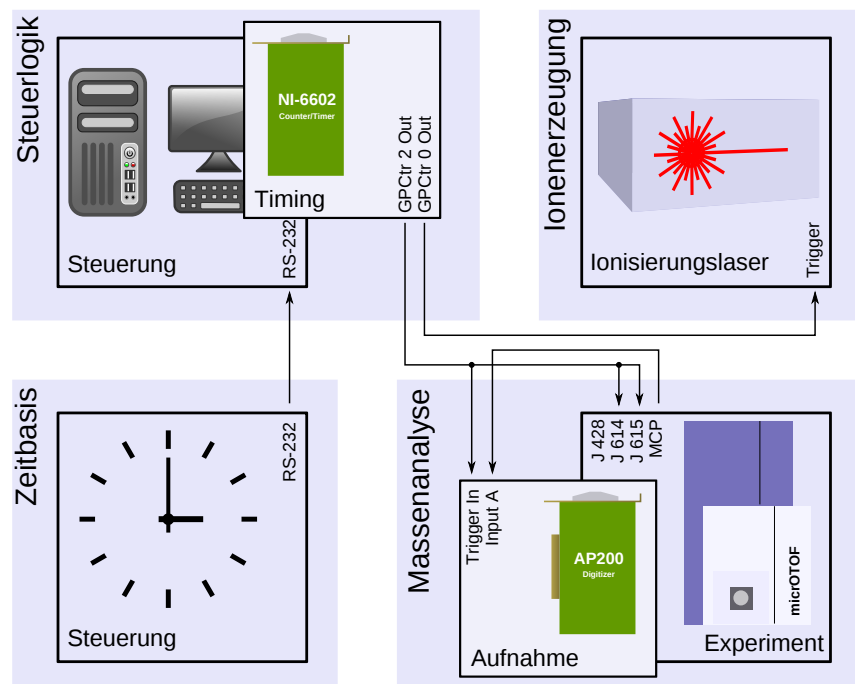 Steuerlogik
NI-6602
Counter/Timer
Timing
GPCtr 2 Out
GPCtr 0 Out
Steuerung
RS-232
Ionenerzeugung
Ionisierungslaser
Trigger
Zeitbasis
RS-232
Steuerung
Massenanalyse
J 428
J 614
J 615
MCP
Trigger In
Input A
AP200
Digitizer
Aufnahme
micrOTOF
Experiment